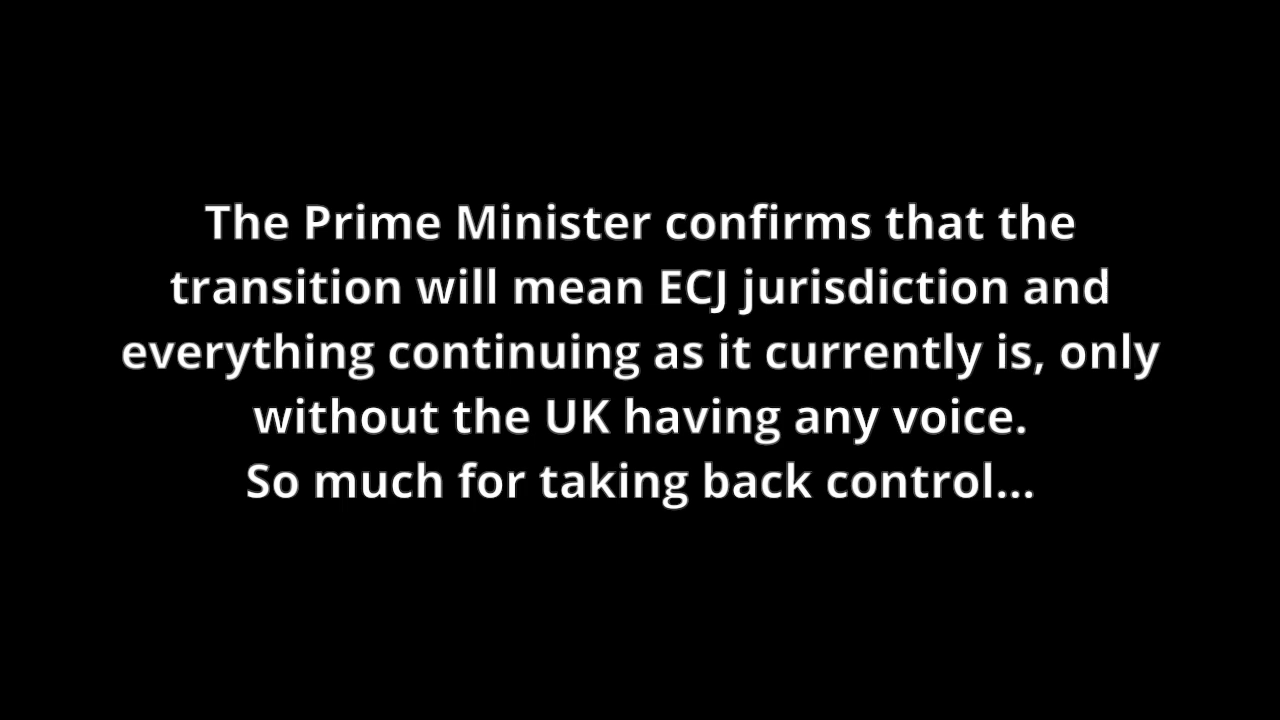 The Prime Minister confirms that the
transition will mean ECJ jurisdiction and
everything continuing as it currently is, only
without the UK having any voice.
So much for taking back control...